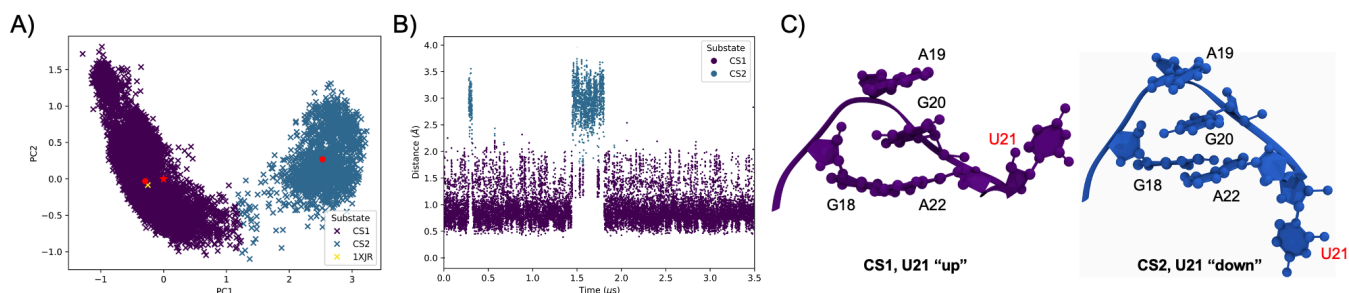 A)
1.5
1.0
0.5
0.0
−0.5
−1.0
PC2
−1
0
1
2
3
PC1
Substate
CS1
CS2
1XJR
B)
4.0
3.5
3.0
2.5
2.0
1.5
1.0
0.5
0.0
Distance (Å)
0.0
0.5
1.0
1.5
2.0
2.5
3.0
3.5
Time (μs)
Substate
CS1
CS2
C)
A19
G20
U21
G18
A22
CS1, U21 “up”
A19
G20
G18
A22
U21
CS2, U21 “down”